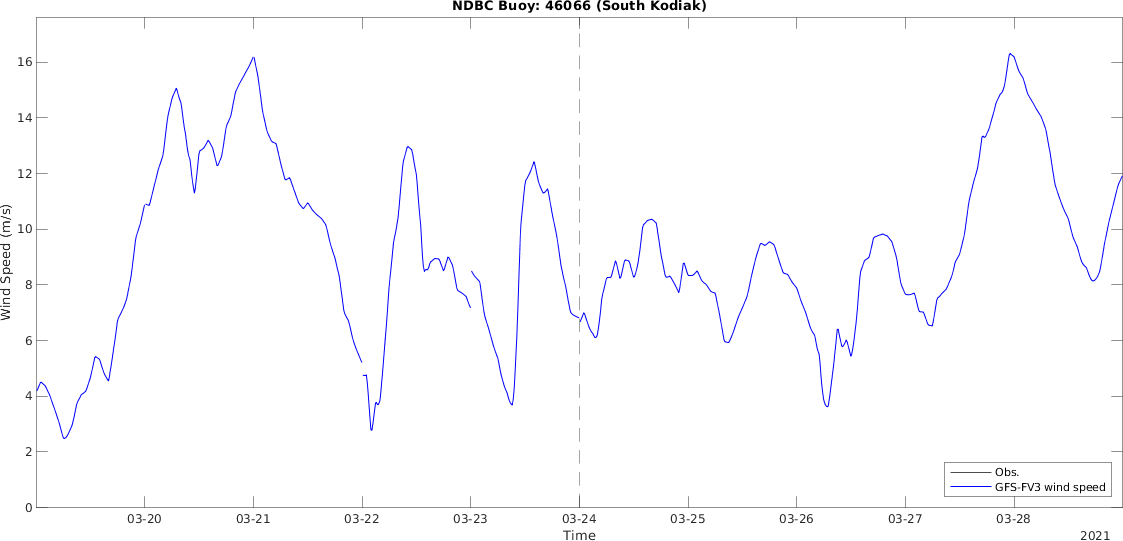 NDBC Buoy: 46066 (South Kodiak)
Wind Speed (m/s)
16
14
12
10
8
6
4
2
0
Obs.
GFS-FV3 wind speed
03-20 03-21 03-22 03-23 03-24 03-25 03-26 03-27 03-28
Time
2021